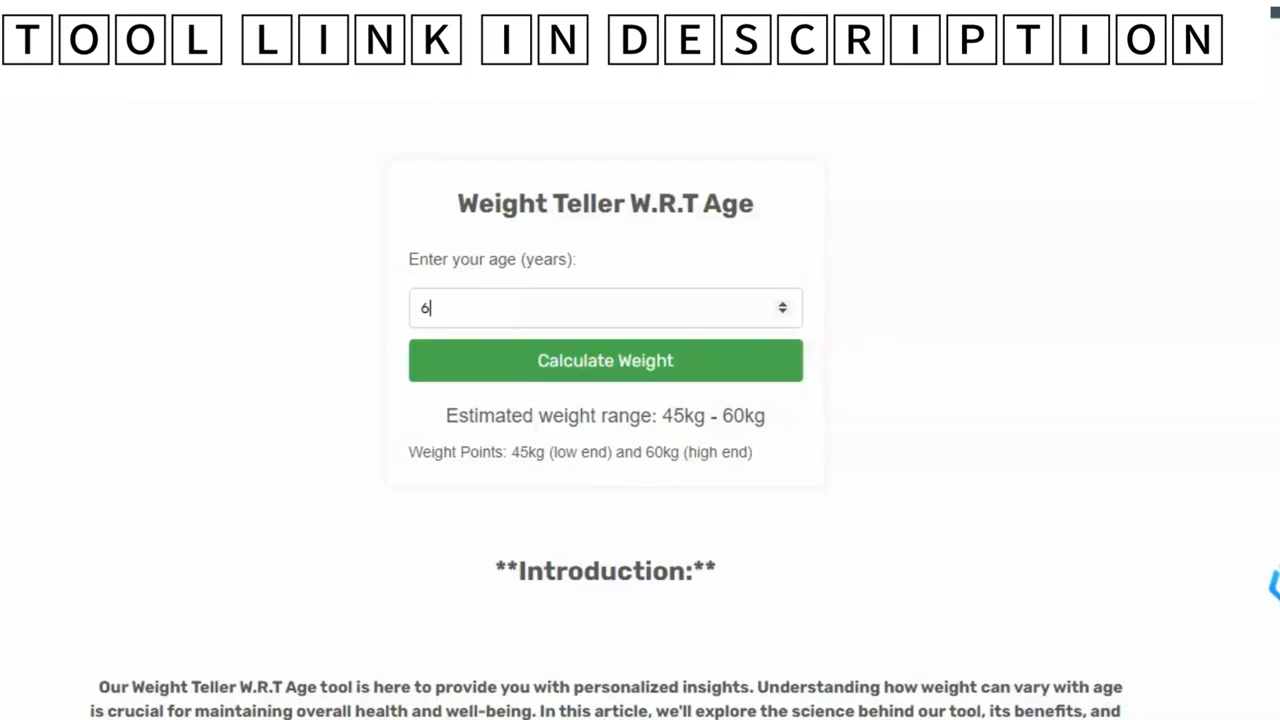 TOOL LINK IN DESCRIPTION
Weight Teller W.R.T Age
Enter your age (years):
6
Calculate Weight
Estimated weight range: 45kg - 60kg
Weight Points: 45kg (low end) and 60kg (high end)
**Introduction:**
Our Weight Teller W.R.T Age tool is here to provide you with personalized insights. Understanding how weight can vary with age
is crucial for maintaining overall health and well-being. In this article, we'll explore the science behind our tool, its benefits, and